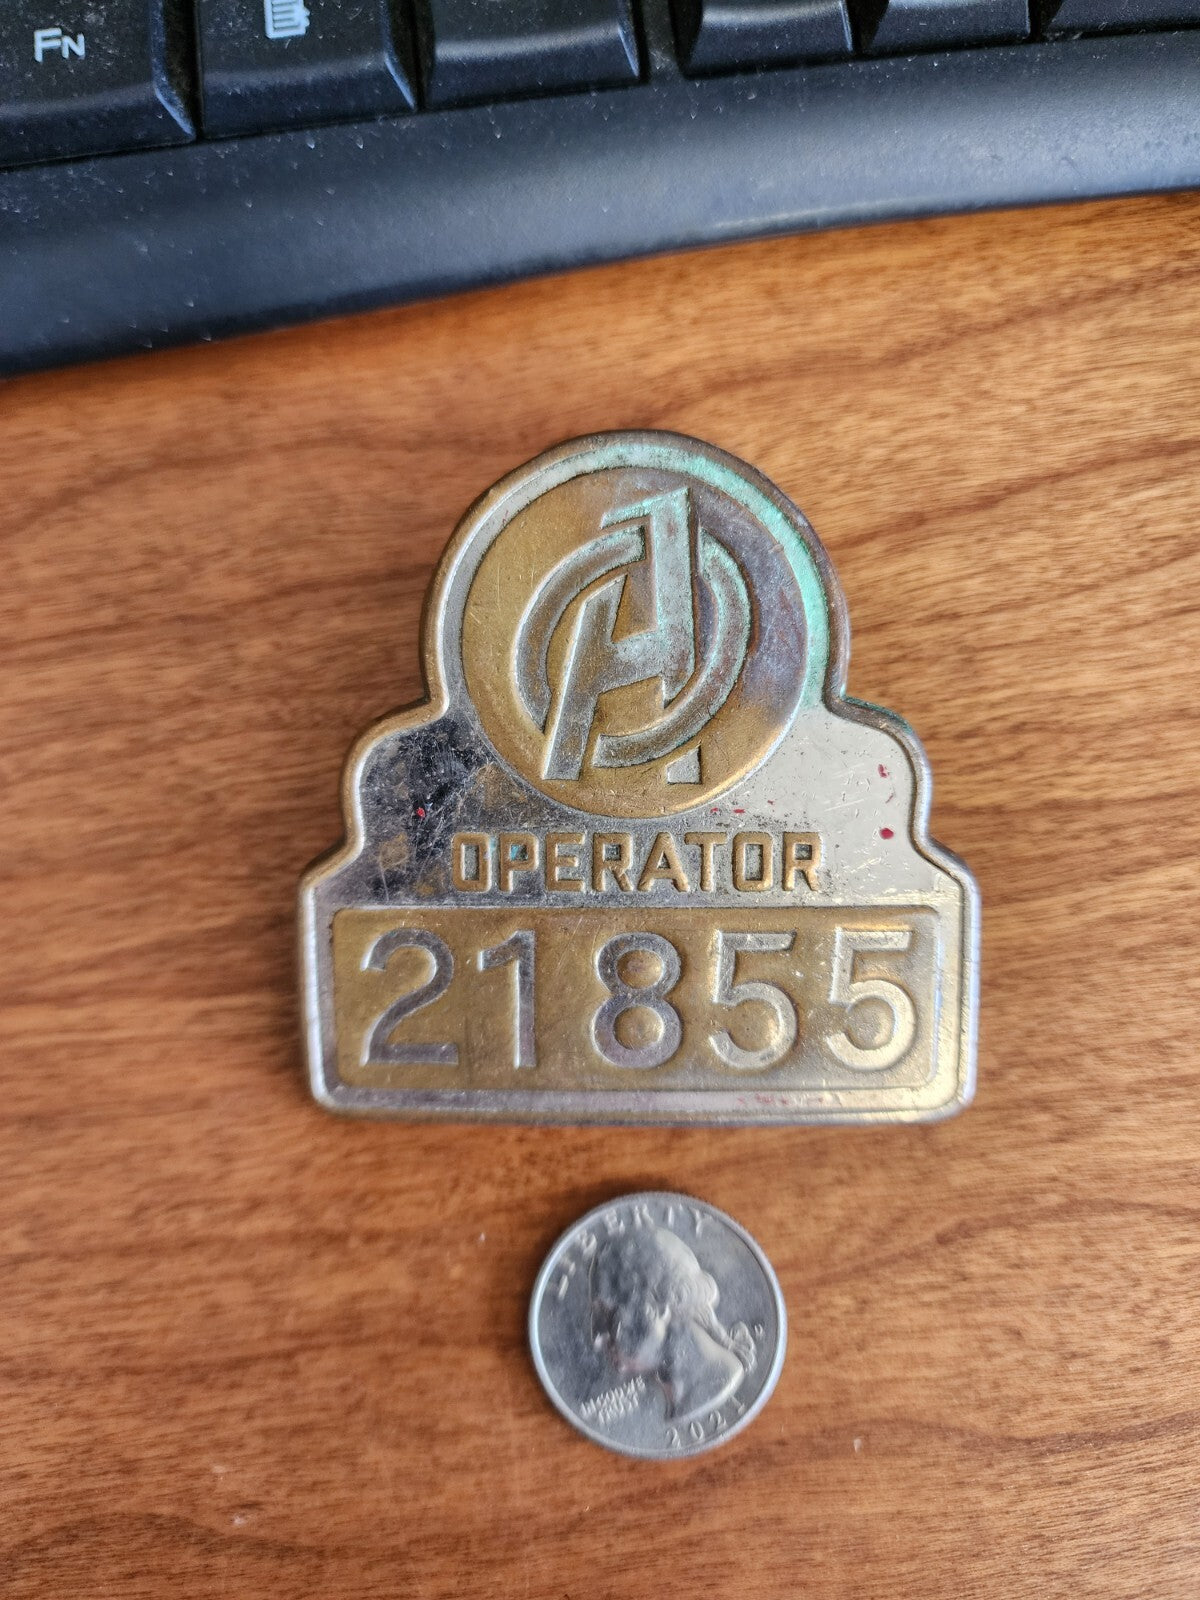 FN
OPERATOR
21855
LIBERTY
IN GOD WE
TRUST
D
2021